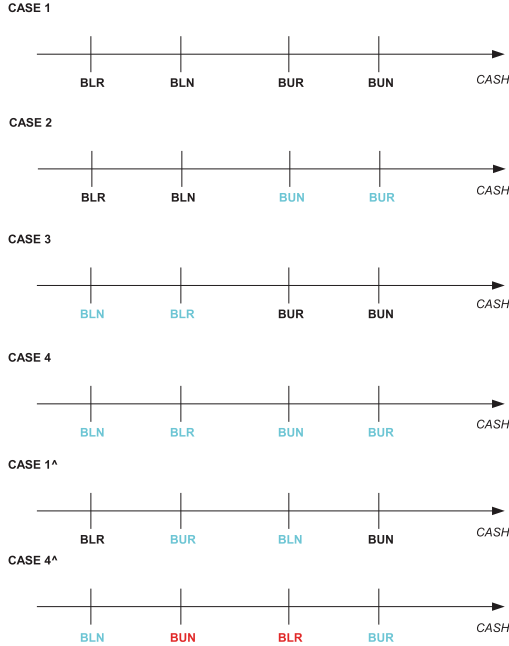 CASE 1
BLR BLN BUR BUN CASH
CASE 2
BLR BLN BUN BUR CASH
CASE 3
BLN BLR BUR BUN CASH
CASE 4
BLN BLR BUN BUR CASH
CASE 1^
BLR BUR BLN BUN CASH
CASE 4^
BLN BUN BLR BUR CASH